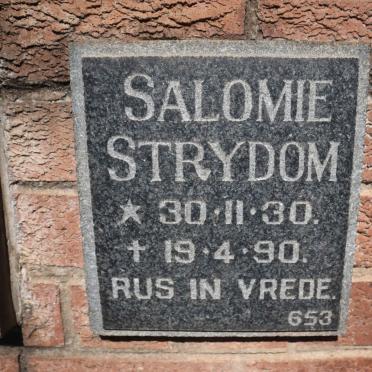 SALOMIE
STRYDOM
★ 30·11·30.
† 19·4·90.
RUS IN VREDE.
653